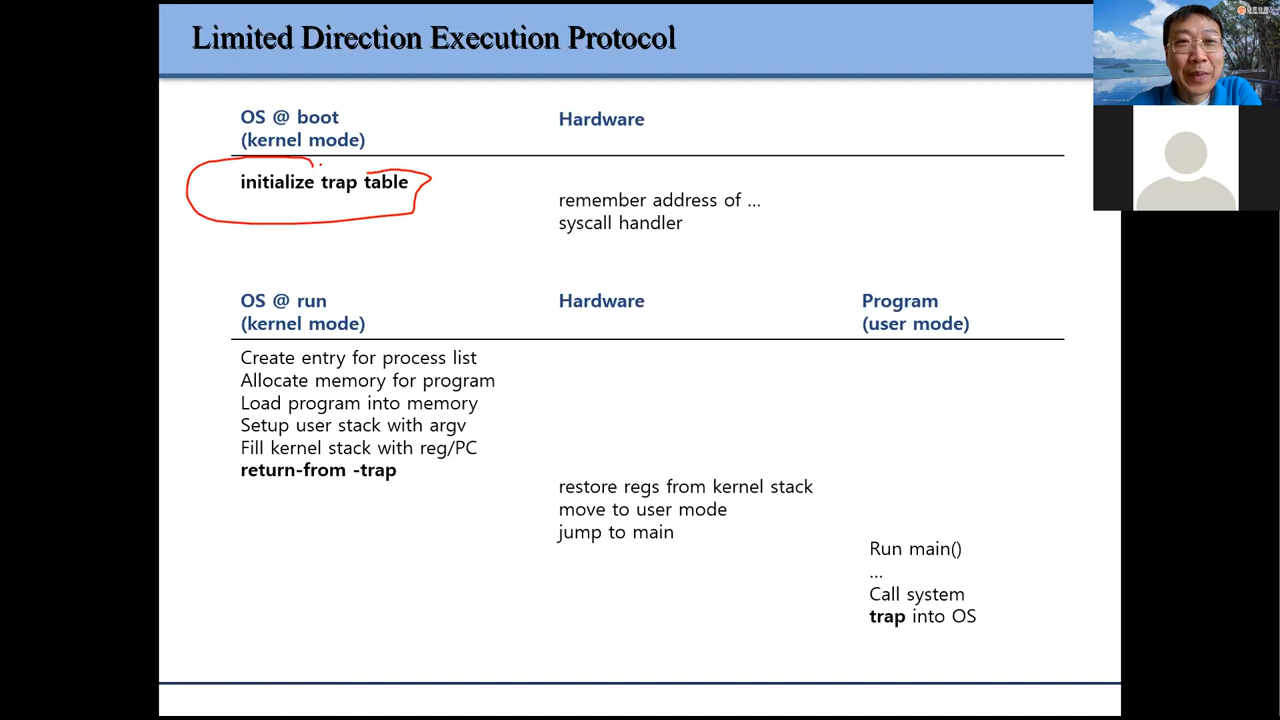 Limited Direction Execution Protocol
OS @ boot
(kernel mode)
Hardware
initialize trap table
remember address of ...
syscall handler
OS @ run
(kernel mode)
Hardware
Program
(user mode)
Create entry for process list
Allocate memory for program
Load program into memory
Setup user stack with argv
Fill kernel stack with reg/PC
return-from -trap
restore regs from kernel stack
move to user mode
jump to main
Run main()
...
Call system
trap into OS